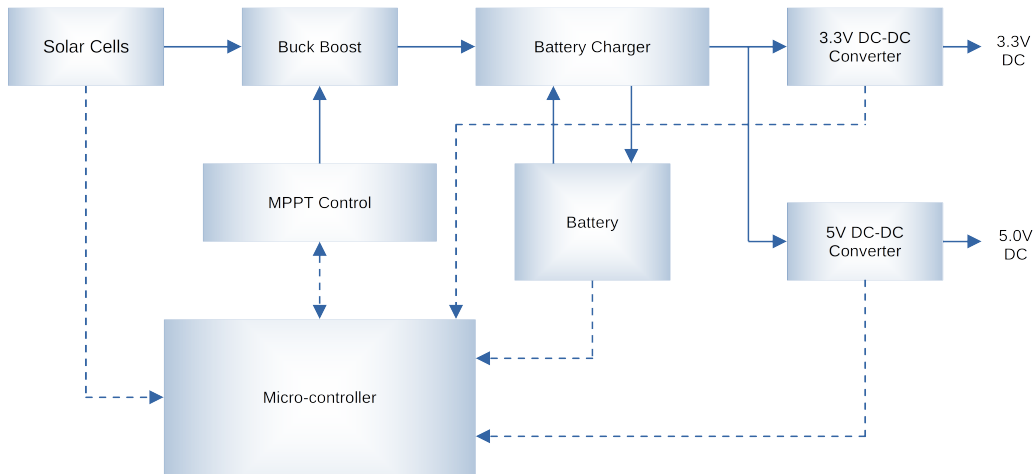 Solar Cells
Buck Boost
Battery Charger
3.3V DC-DC
Converter
3.3V
DC
MPPT Control
Battery
5V DC-DC
Converter
5.0V
DC
Micro-controller